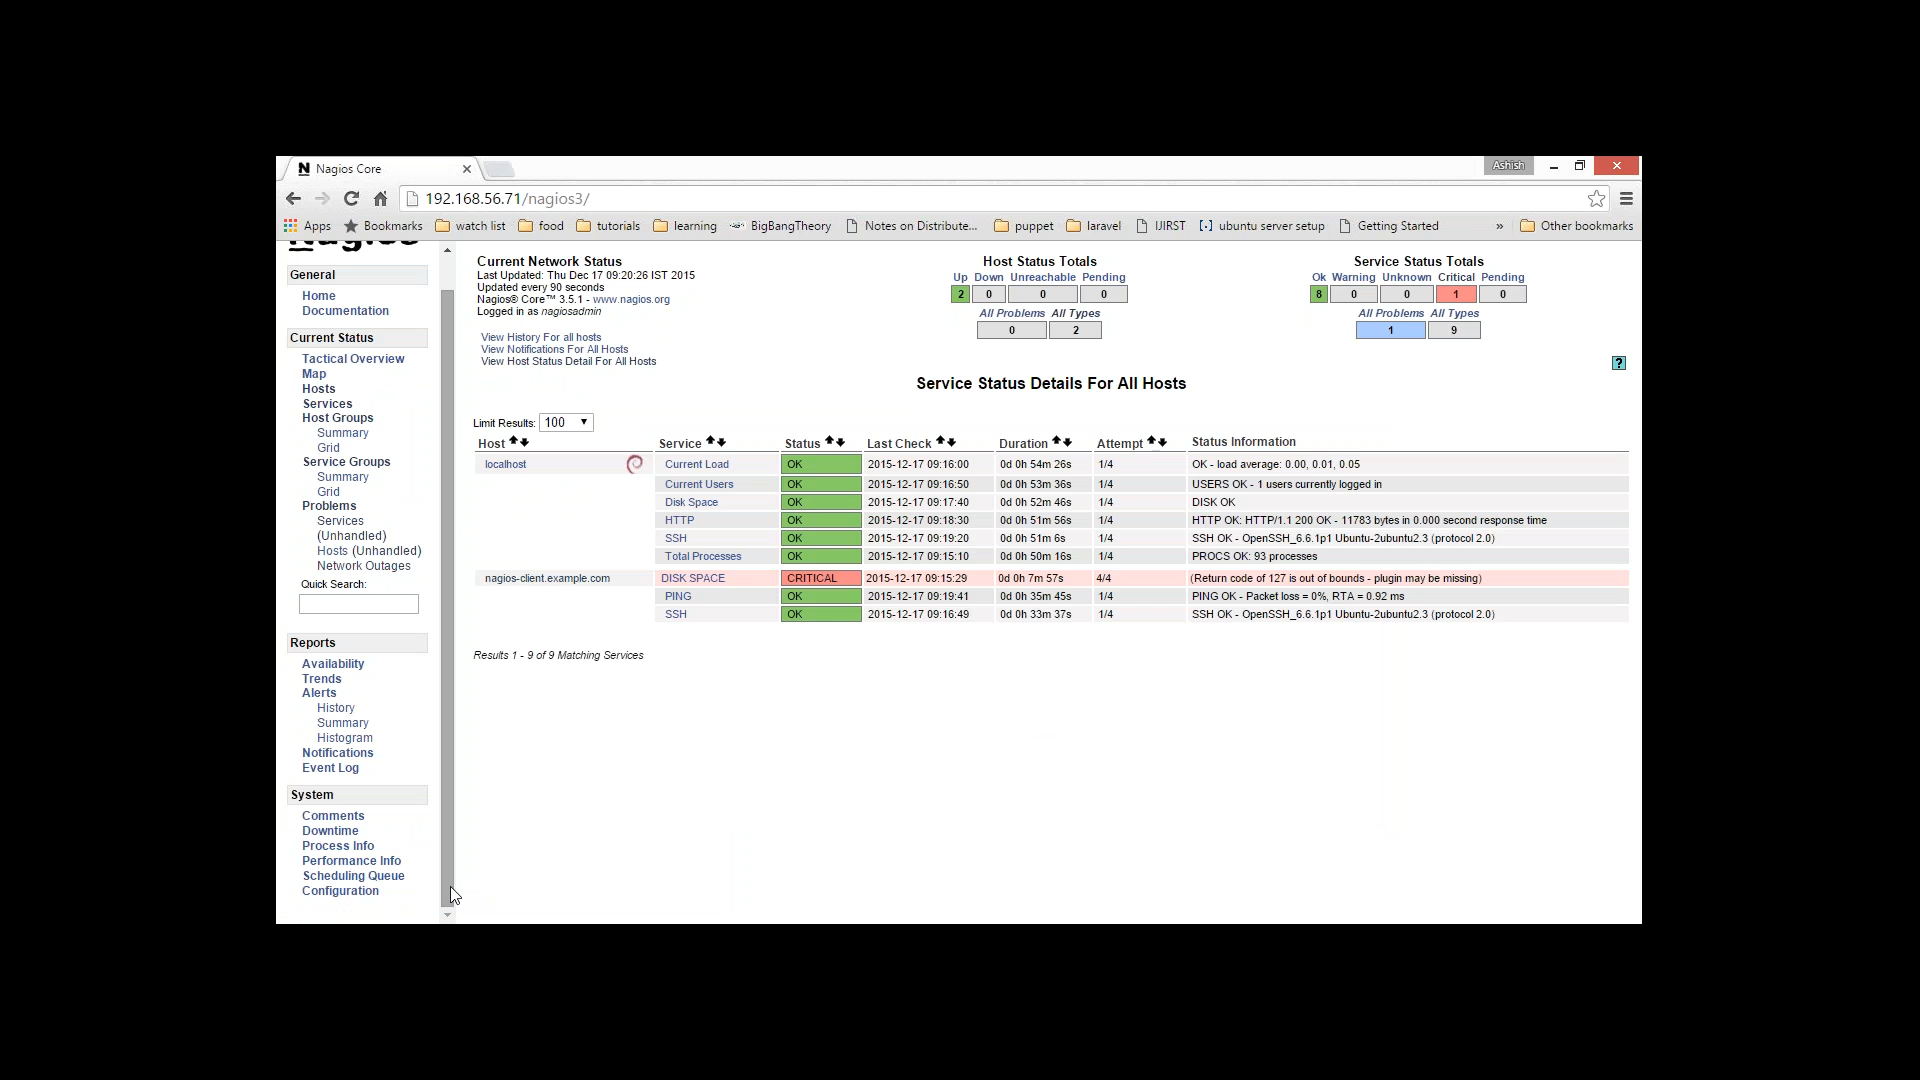 Nagios Core
Ashish
192.168.56.71/nagios3/
Apps Bookmarks watch list food tutorials learning BigBangTheory Notes on Distribute... puppet laravel IJIRST ubuntu server setup Getting Started » Other bookmarks
Nagios
General
Home
Documentation
Current Status
Tactical Overview
Map
Hosts
Services
Host Groups
Summary
Grid
Service Groups
Summary
Grid
Problems
Services
(Unhandled)
Hosts (Unhandled)
Network Outages
Quick Search:
Reports
Availability
Trends
Alerts
History
Summary
Histogram
Notifications
Event Log
System
Comments
Downtime
Process Info
Performance Info
Scheduling Queue
Configuration
Current Network Status
Last Updated: Thu Dec 17 09:20:26 IST 2015
Updated every 90 seconds
Nagios® Core™ 3.5.1 - www.nagios.org
Logged in as nagiosadmin
View History For all hosts
View Notifications For All Hosts
View Host Status Detail For All Hosts
Host Status Totals
Up Down Unreachable Pending
2 0 0 0
All Problems All Types
0 2
Service Status Totals
Ok Warning Unknown Critical Pending
8 0 0 1 0
All Problems All Types
1 9
?
Service Status Details For All Hosts
Limit Results: 100
Host Service Status Last Check Duration Attempt Status Information
localhost Current Load OK 2015-12-17 09:16:00 0d 0h 54m 26s 1/4 OK - load average: 0.00, 0.01, 0.05
Current Users OK 2015-12-17 09:16:50 0d 0h 53m 36s 1/4 USERS OK - 1 users currently logged in
Disk Space OK 2015-12-17 09:17:40 0d 0h 52m 46s 1/4 DISK OK
HTTP OK 2015-12-17 09:18:30 0d 0h 51m 56s 1/4 HTTP OK: HTTP/1.1 200 OK - 11783 bytes in 0.000 second response time
SSH OK 2015-12-17 09:19:20 0d 0h 51m 6s 1/4 SSH OK - OpenSSH_6.6.1p1 Ubuntu-2ubuntu2.3 (protocol 2.0)
Total Processes OK 2015-12-17 09:15:10 0d 0h 50m 16s 1/4 PROCS OK: 93 processes
nagios-client.example.com DISK SPACE CRITICAL 2015-12-17 09:15:29 0d 0h 7m 57s 4/4 (Return code of 127 is out of bounds - plugin may be missing)
PING OK 2015-12-17 09:19:41 0d 0h 35m 45s 1/4 PING OK - Packet loss = 0%, RTA = 0.92 ms
SSH OK 2015-12-17 09:16:49 0d 0h 33m 37s 1/4 SSH OK - OpenSSH_6.6.1p1 Ubuntu-2ubuntu2.3 (protocol 2.0)
Results 1 - 9 of 9 Matching Services